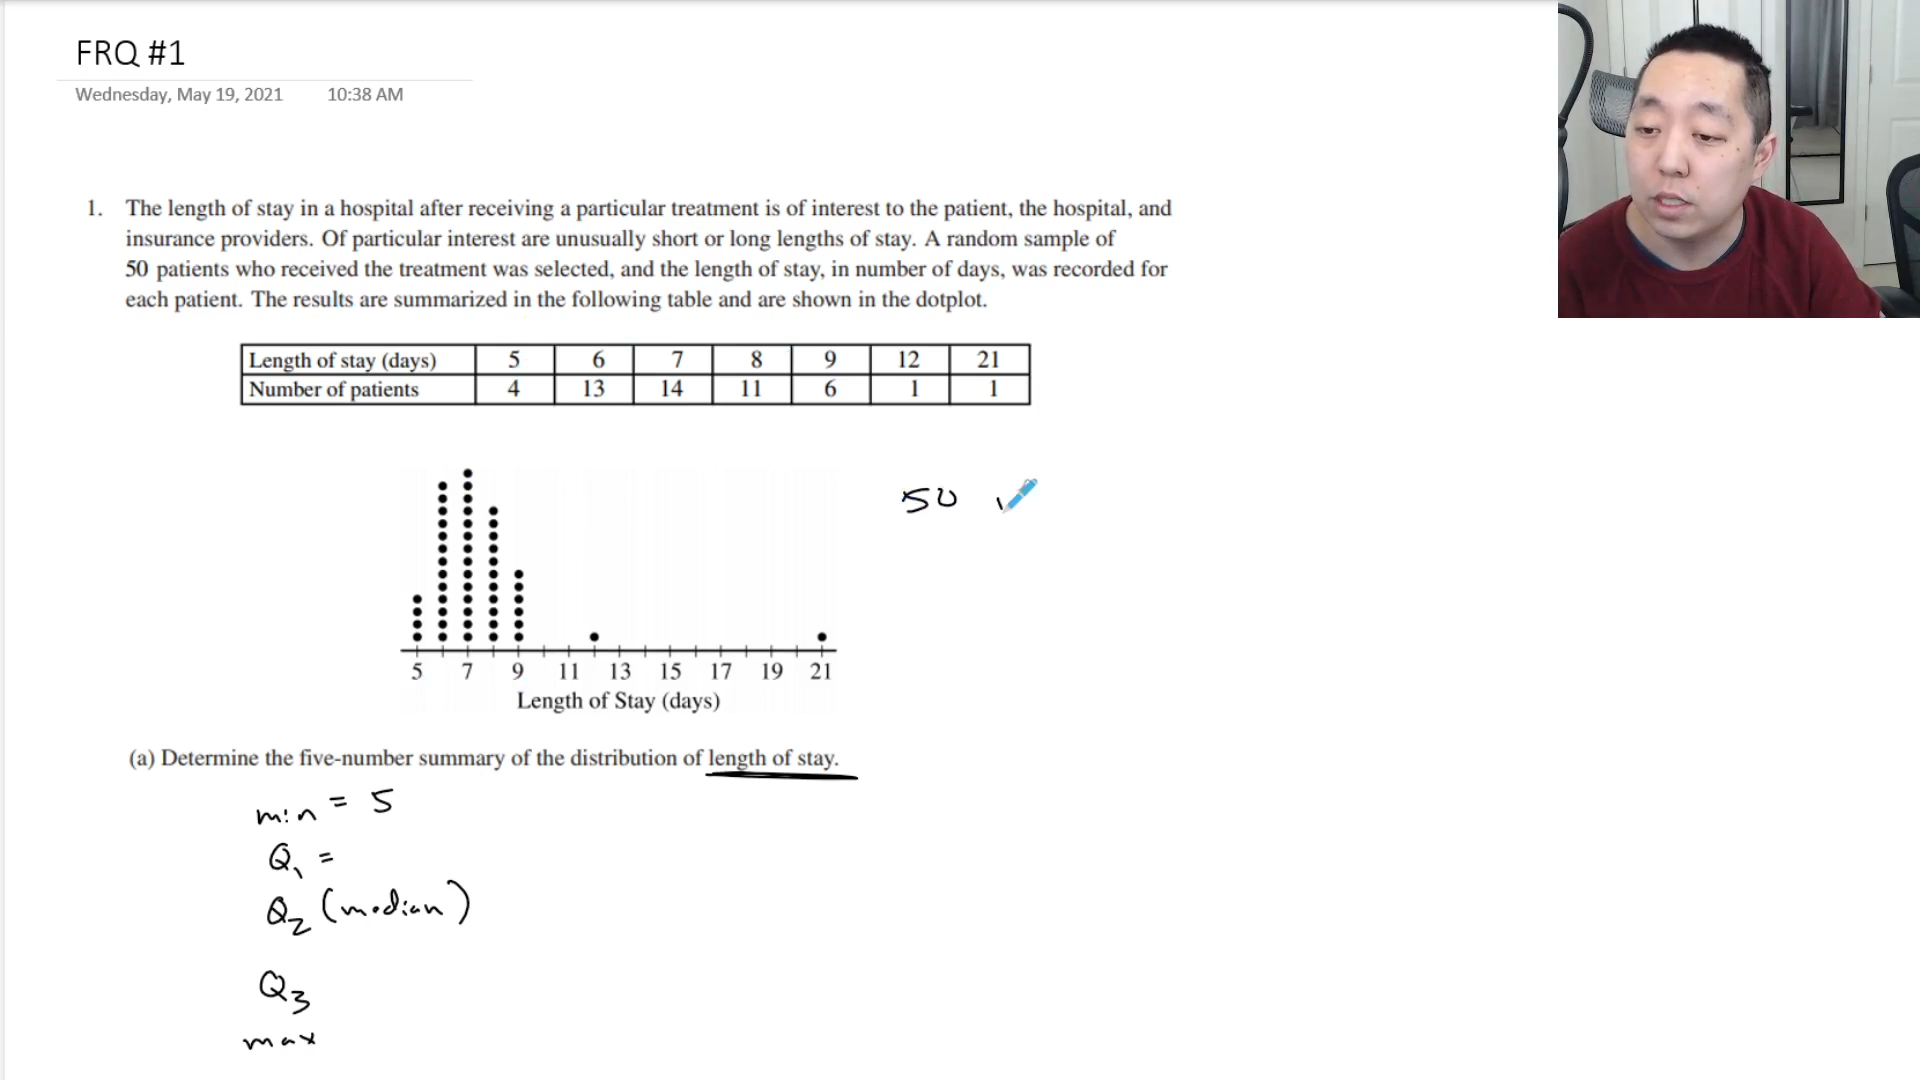 FRQ #1
Wednesday, May 19, 2021 10:38 AM
1. The length of stay in a hospital after receiving a particular treatment is of interest to the patient, the hospital, and
insurance providers. Of particular interest are unusually short or long lengths of stay. A random sample of
50 patients who received the treatment was selected, and the length of stay, in number of days, was recorded for
each patient. The results are summarized in the following table and are shown in the dotplot.
Length of stay (days) 5 6 7 8 9 12 21
Number of patients 4 13 14 11 6 1 1
50
5 7 9 11 13 15 17 19 21
Length of Stay (days)
(a) Determine the five-number summary of the distribution of length of stay.
min = 5
Q1 =
Q2 (median)
Q3
max